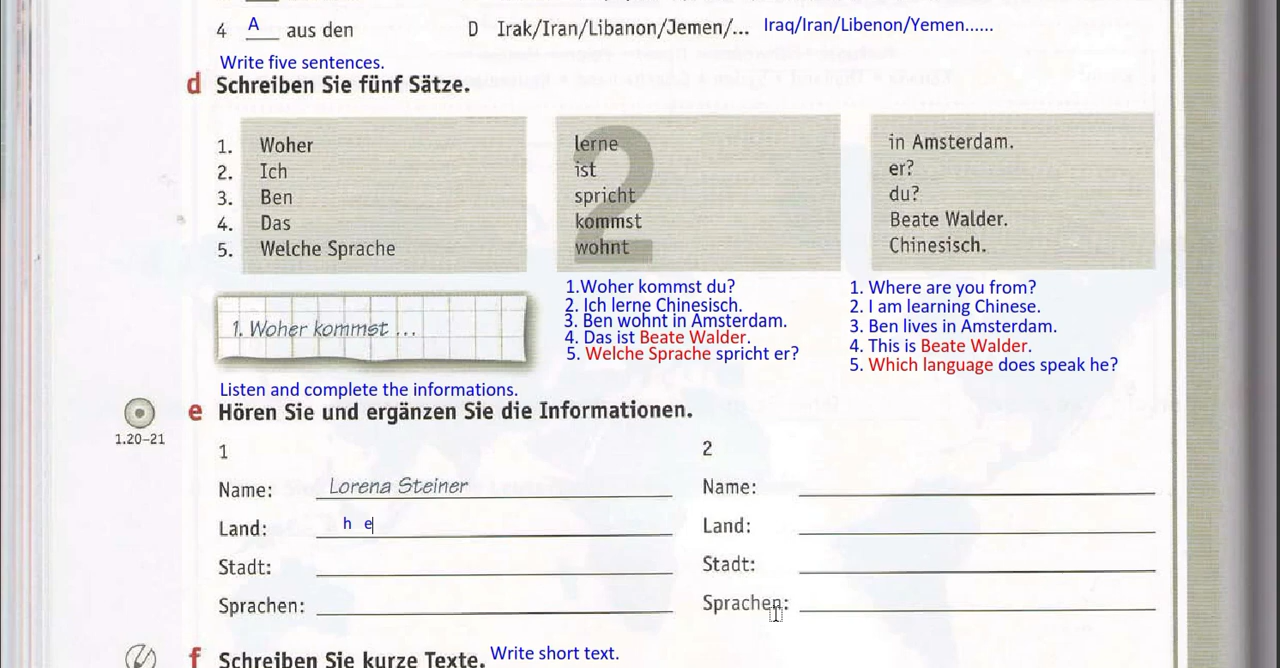 4 A aus den
D Irak/Iran/Libanon/Jemen/... Iraq/Iran/Libenon/Yemen......
Write five sentences.
d Schreiben Sie fünf Sätze.
1. Woher
2. Ich
3. Ben
4. Das
5. Welche Sprache
2
lerne
ist
spricht
kommst
wohnt
in Amsterdam.
er?
du?
Beate Walder.
Chinesisch.
1. Woher kommst ...
1.Woher kommst du?
2. Ich lerne Chinesisch.
3. Ben wohnt in Amsterdam.
4. Das ist Beate Walder.
5. Welche Sprache spricht er?
1. Where are you from?
2. I am learning Chinese.
3. Ben lives in Amsterdam.
4. This is Beate Walder.
5. Which language does speak he?
Listen and complete the informations.
1.20–21
e Hören Sie und ergänzen Sie die Informationen.
1
Name: Lorena Steiner
Land: h e
Stadt:
Sprachen:
2
Name:
Land:
Stadt:
Sprachen:
f Schreiben Sie kurze Texte. Write short text.